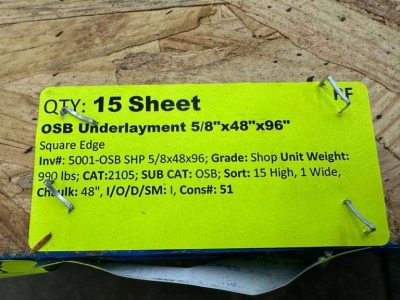 QTY: 15 Sheet
OSB Underlayment 5/8"x48"x96"
Square Edge
Inv#: 5001-OSB SHP 5/8x48x96; Grade: Shop Unit Weight:
990 lbs; CAT:2105; SUB CAT: OSB; Sort: 15 High, 1 Wide,
Chaulk: 48", I/O/D/SM: I, Cons#: 51